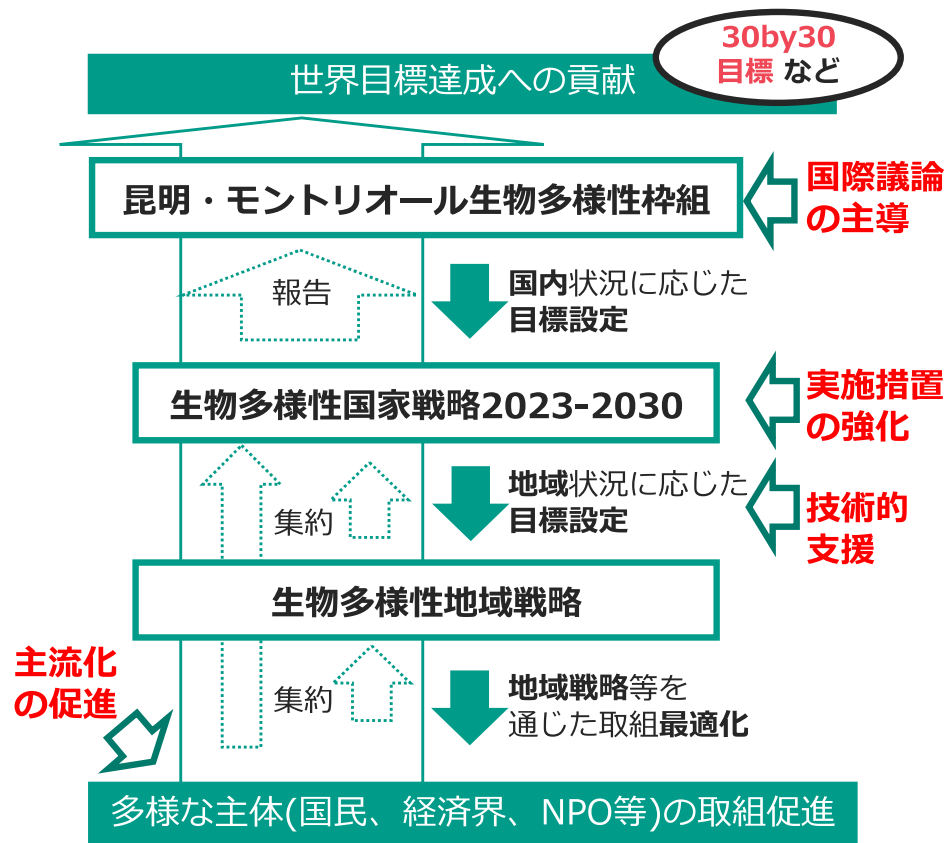 30by30
目標 など
世界目標達成への貢献
昆明・モントリオール生物多様性枠組
国際議論
の主導
報告
国内状況に応じた
目標設定
生物多様性国家戦略2023-2030
実施措置
の強化
集約
地域状況に応じた
目標設定
技術的
支援
生物多様性地域戦略
主流化
の促進
集約
地域戦略等を
通じた取組最適化
多様な主体(国民、経済界、NPO等)の取組促進